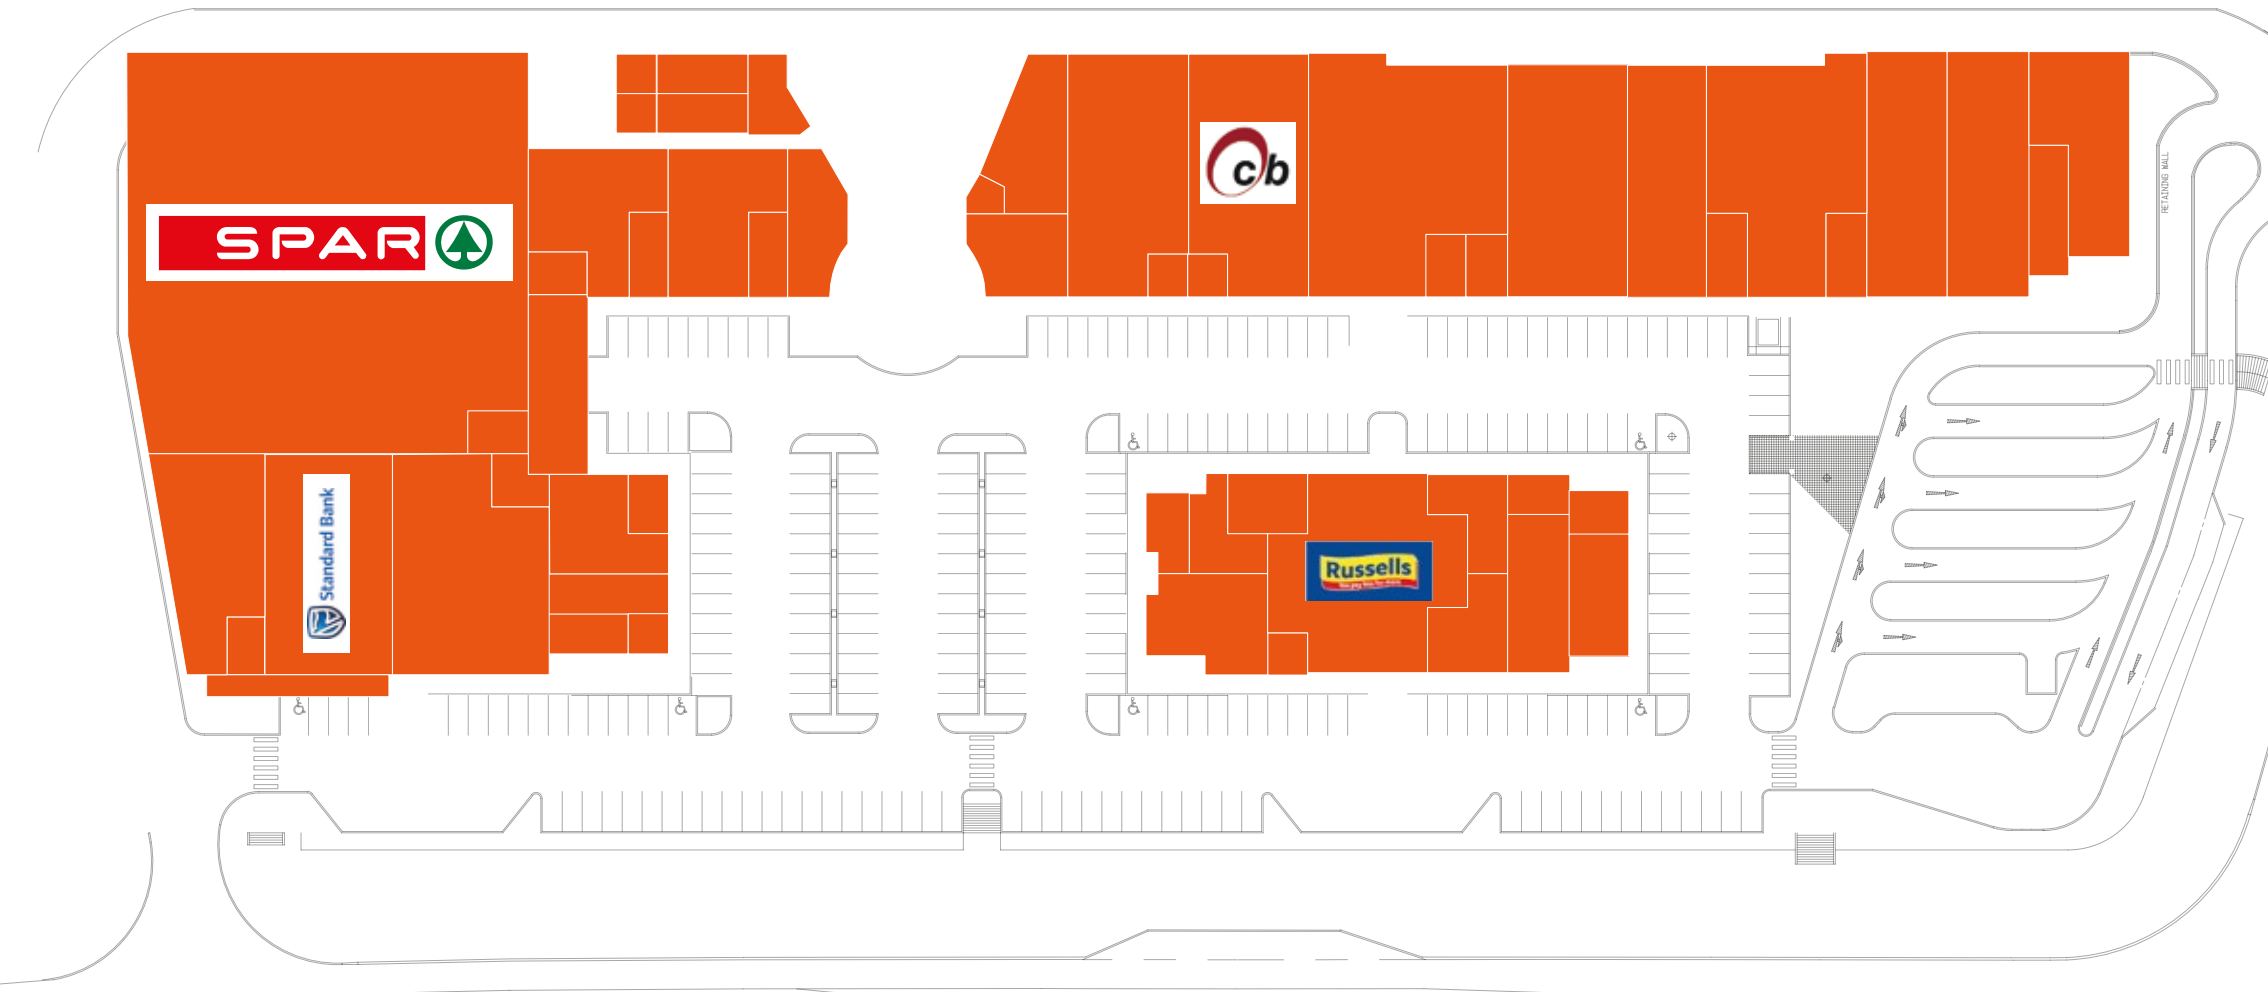 SPAR
cb
RETAINING WALL
Standard Bank
Russells